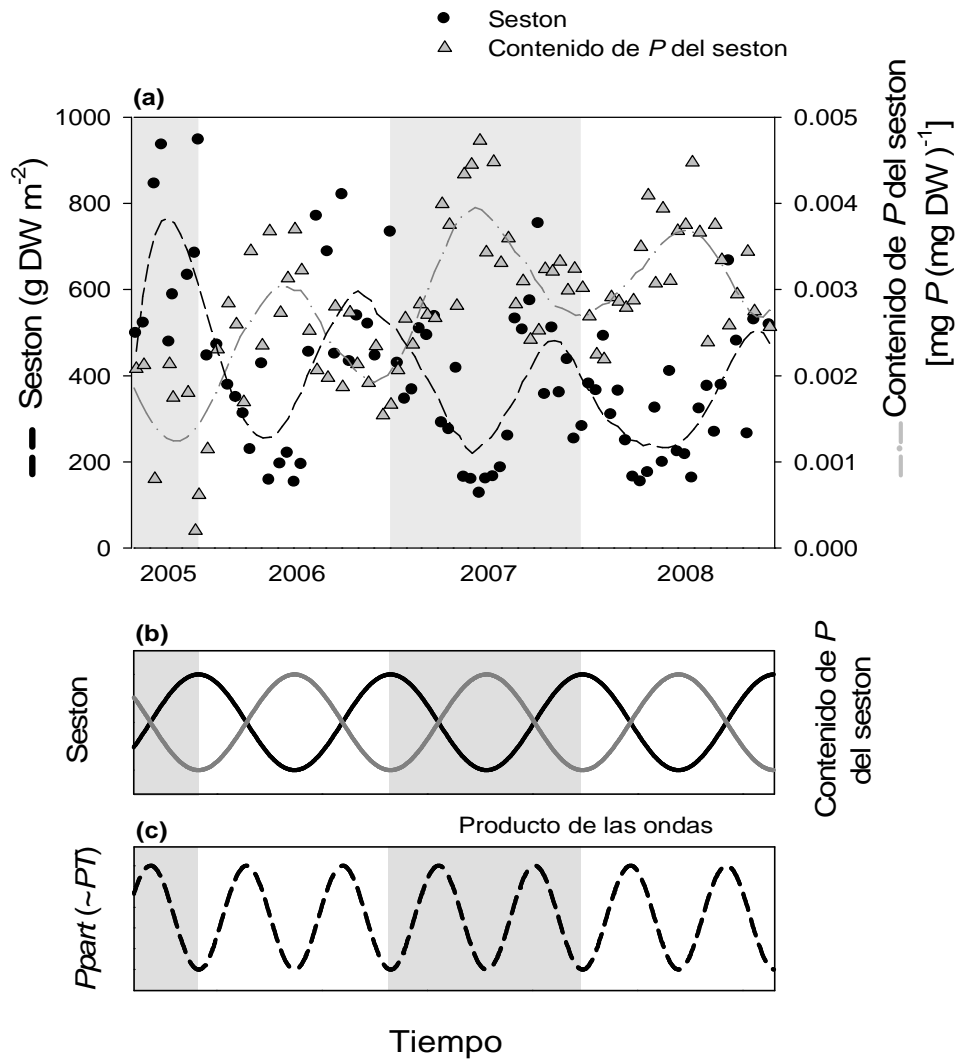 Seston
Contenido de P del seston
(a)
Seston (g DW m-2)
1000
800
600
400
200
0
0.005
0.004
0.003
0.002
0.001
0.000
Contenido de P del seston
[mg P (mg DW )-1]
2005 2006 2007 2008
(b)
Seston
Contenido de P
del seston
(c)
Producto de las ondas
Ppart (~PT)
Tiempo